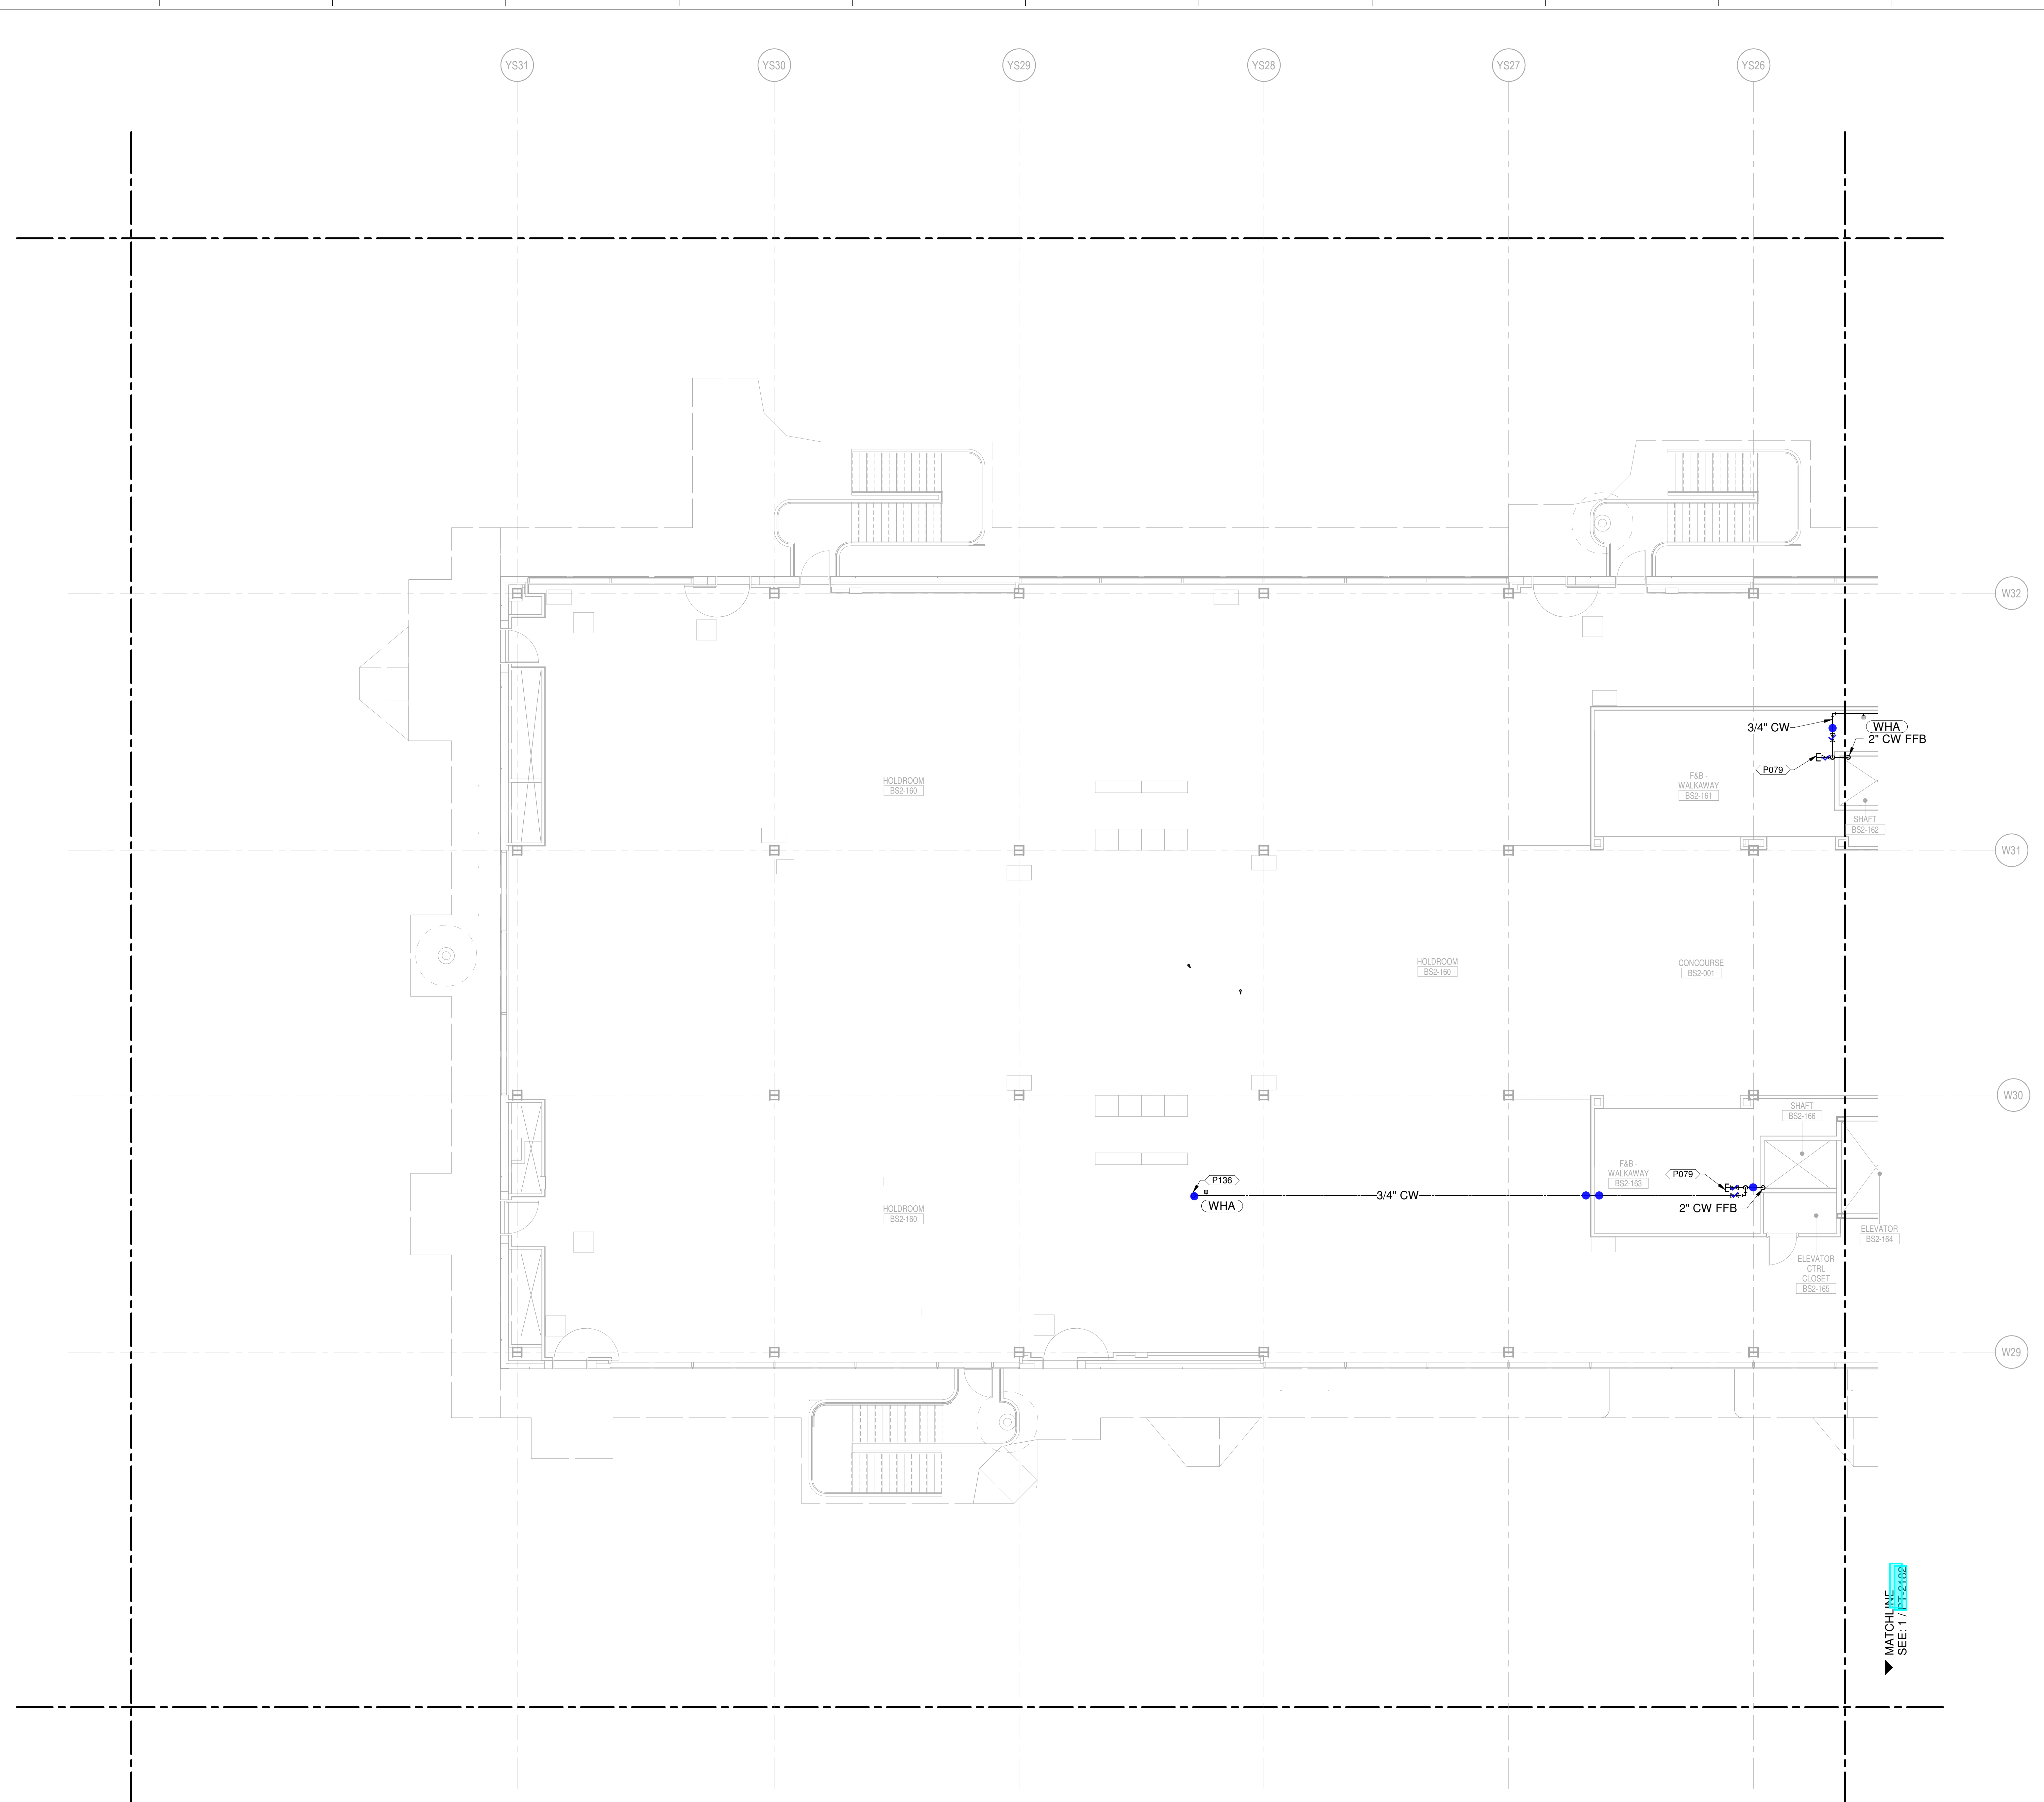 YS31
YS30
YS29
YS28
YS27
YS26
W32
3/4" CW
WHA
2" CW FFB
P079
F&B -
WALKAWAY
BS2-161
HOLDROOM
BS2-160
SHAFT
BS2-162
W31
HOLDROOM
BS2-160
CONCOURSE
BS2-001
W30
SHAFT
BS2-166
F&B -
WALKAWAY
BS2-163
P079
P136
3/4" CW
WHA
2" CW FFB
HOLDROOM
BS2-160
ELEVATOR
BS2-164
ELEVATOR
CTRL
CLOSET
BS2-165
W29
MATCHLINE
SEE: 1 / PT-2162